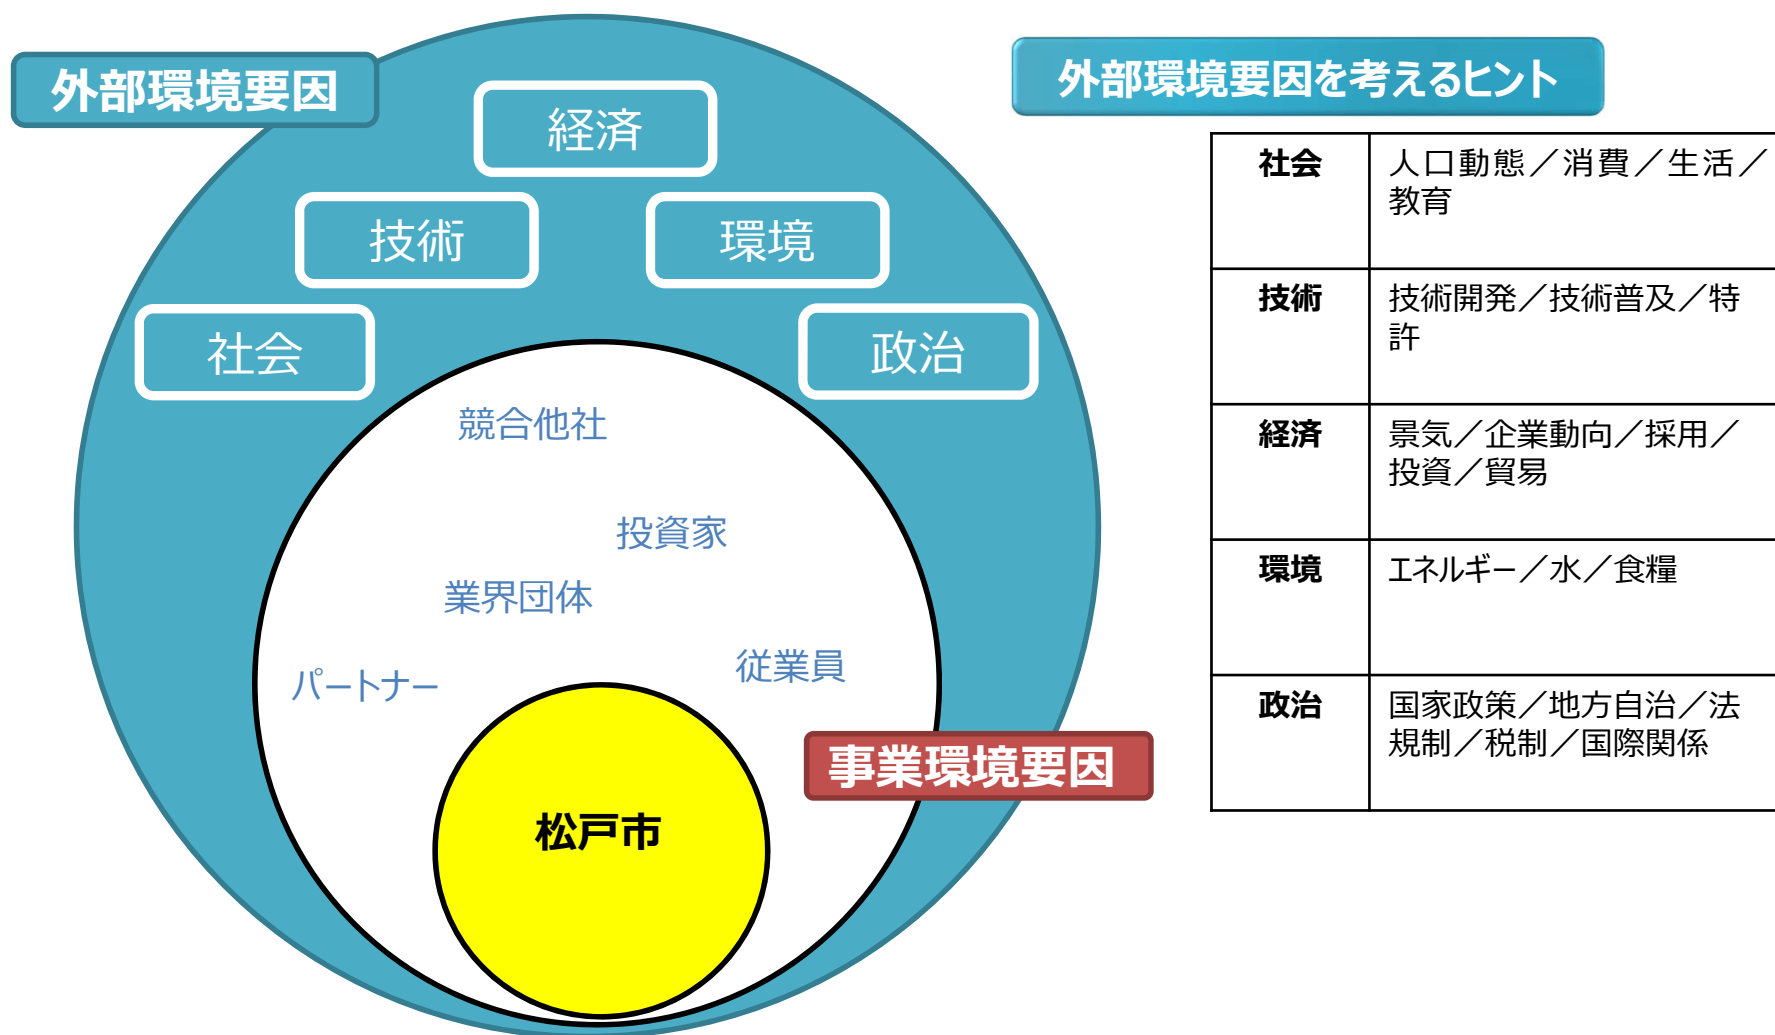 外部環境要因
経済
技術
環境
社会
政治
競合他社
投資家
業界団体
従業員
パートナー
事業環境要因
松戸市
外部環境要因を考えるヒント
社会
人口動態／消費／生活／
教育
技術
技術開発／技術普及／特
許
経済
景気／企業動向／採用／
投資／貿易
環境
エネルギー／水／食糧
政治
国家政策／地方自治／法
規制／税制／国際関係